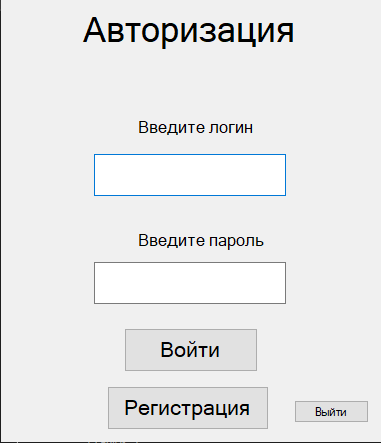 Авторизация
Введите логин
Введите пароль
Войти
Регистрация
Выйти